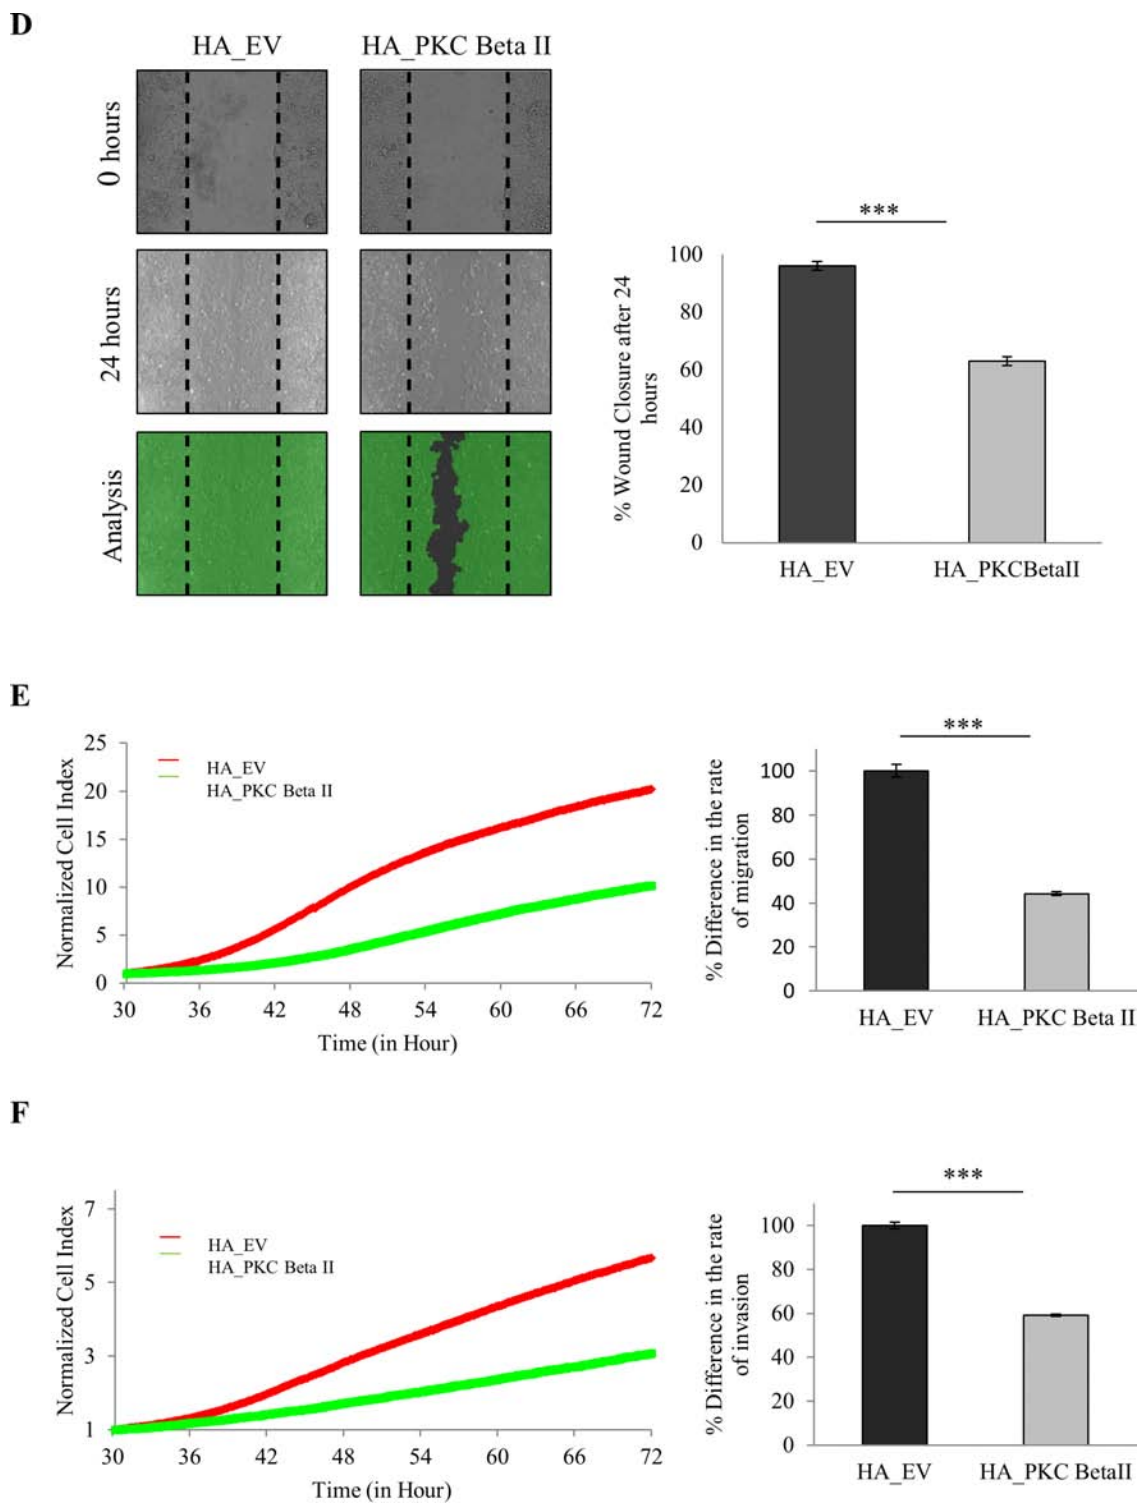 D
HA_EV
HA_PKC Beta II
0 hours
24 hours
Analysis
***
% Wound Closure after 24
hours
100
80
60
40
20
0
HA_EV
HA_PKCBetaII
E
Normalized Cell Index
25
20
15
10
5
0
HA_EV
HA_PKC Beta II
30 36 42 48 54 60 66 72
Time (in Hour)
***
% Difference in the rate
of migration
100
80
60
40
20
0
HA_EV
HA_PKC Beta II
F
Normalized Cell Index
7
5
3
1
HA_EV
HA_PKC Beta II
30 36 42 48 54 60 66 72
Time (in Hour)
***
% Difference in the rate
of invasion
100
80
60
40
20
0
HA_EV
HA_PKC BetaII